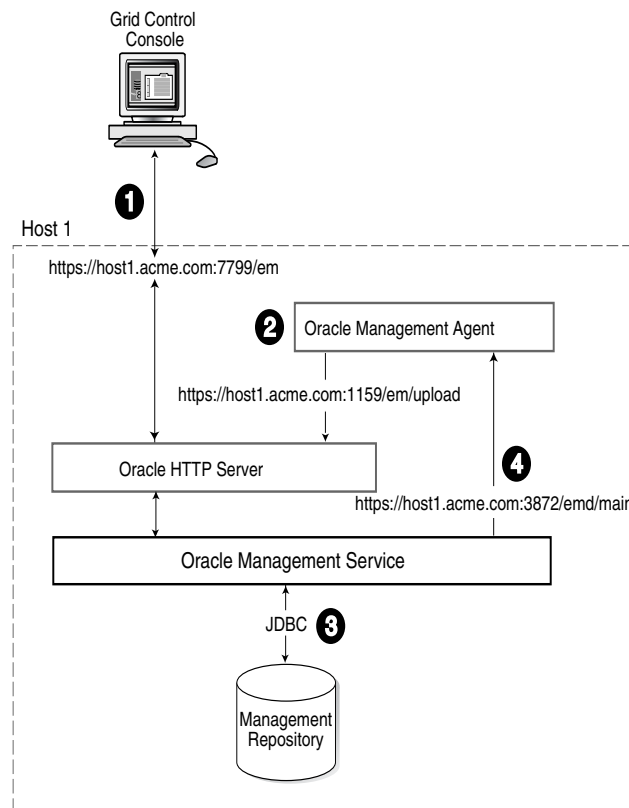 Grid Control
Console
1
Host 1
https://host1.acme.com:7799/em
2
Oracle Management Agent
https://host1.acme.com:1159/em/upload
Oracle HTTP Server
4
https://host1.acme.com:3872/emd/main
Oracle Management Service
JDBC 3
Management
Repository